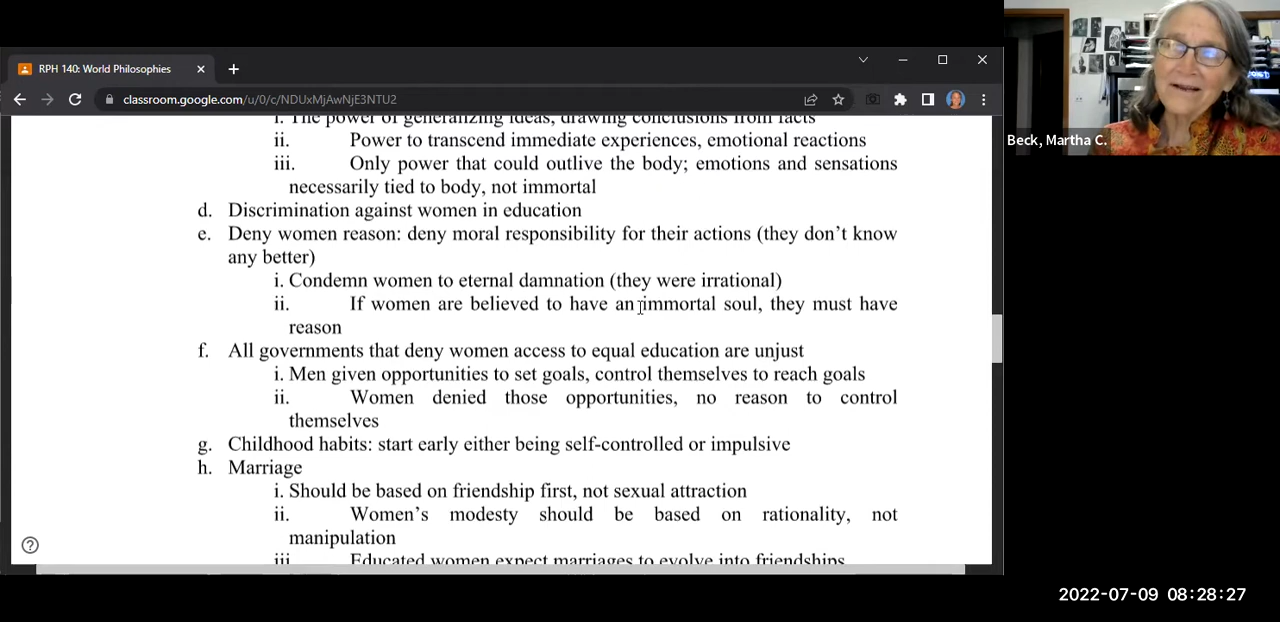 RPH 140: World Philosophies
classroom.google.com/u/0/c/NDUxMjAwNjE3NTU2
Beck, Martha C.
i. The power of generalizing ideas, drawing conclusions from facts
ii. Power to transcend immediate experiences, emotional reactions
iii. Only power that could outlive the body; emotions and sensations
necessarily tied to body, not immortal
d. Discrimination against women in education
e. Deny women reason: deny moral responsibility for their actions (they don’t know
any better)
i. Condemn women to eternal damnation (they were irrational)
ii. If women are believed to have an immortal soul, they must have
reason
f. All governments that deny women access to equal education are unjust
i. Men given opportunities to set goals, control themselves to reach goals
ii. Women denied those opportunities, no reason to control
themselves
g. Childhood habits: start early either being self-controlled or impulsive
h. Marriage
i. Should be based on friendship first, not sexual attraction
ii. Women’s modesty should be based on rationality, not
manipulation
iii Educated women expect marriages to evolve into friendships
2022-07-09 08:28:27